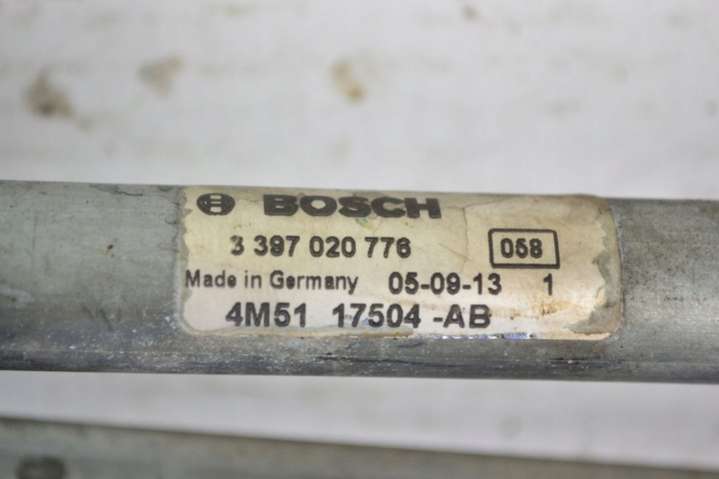 BOSCH
3 397 020 776 058
Made in Germany 05-09-13 1
4M51 17504 -AB